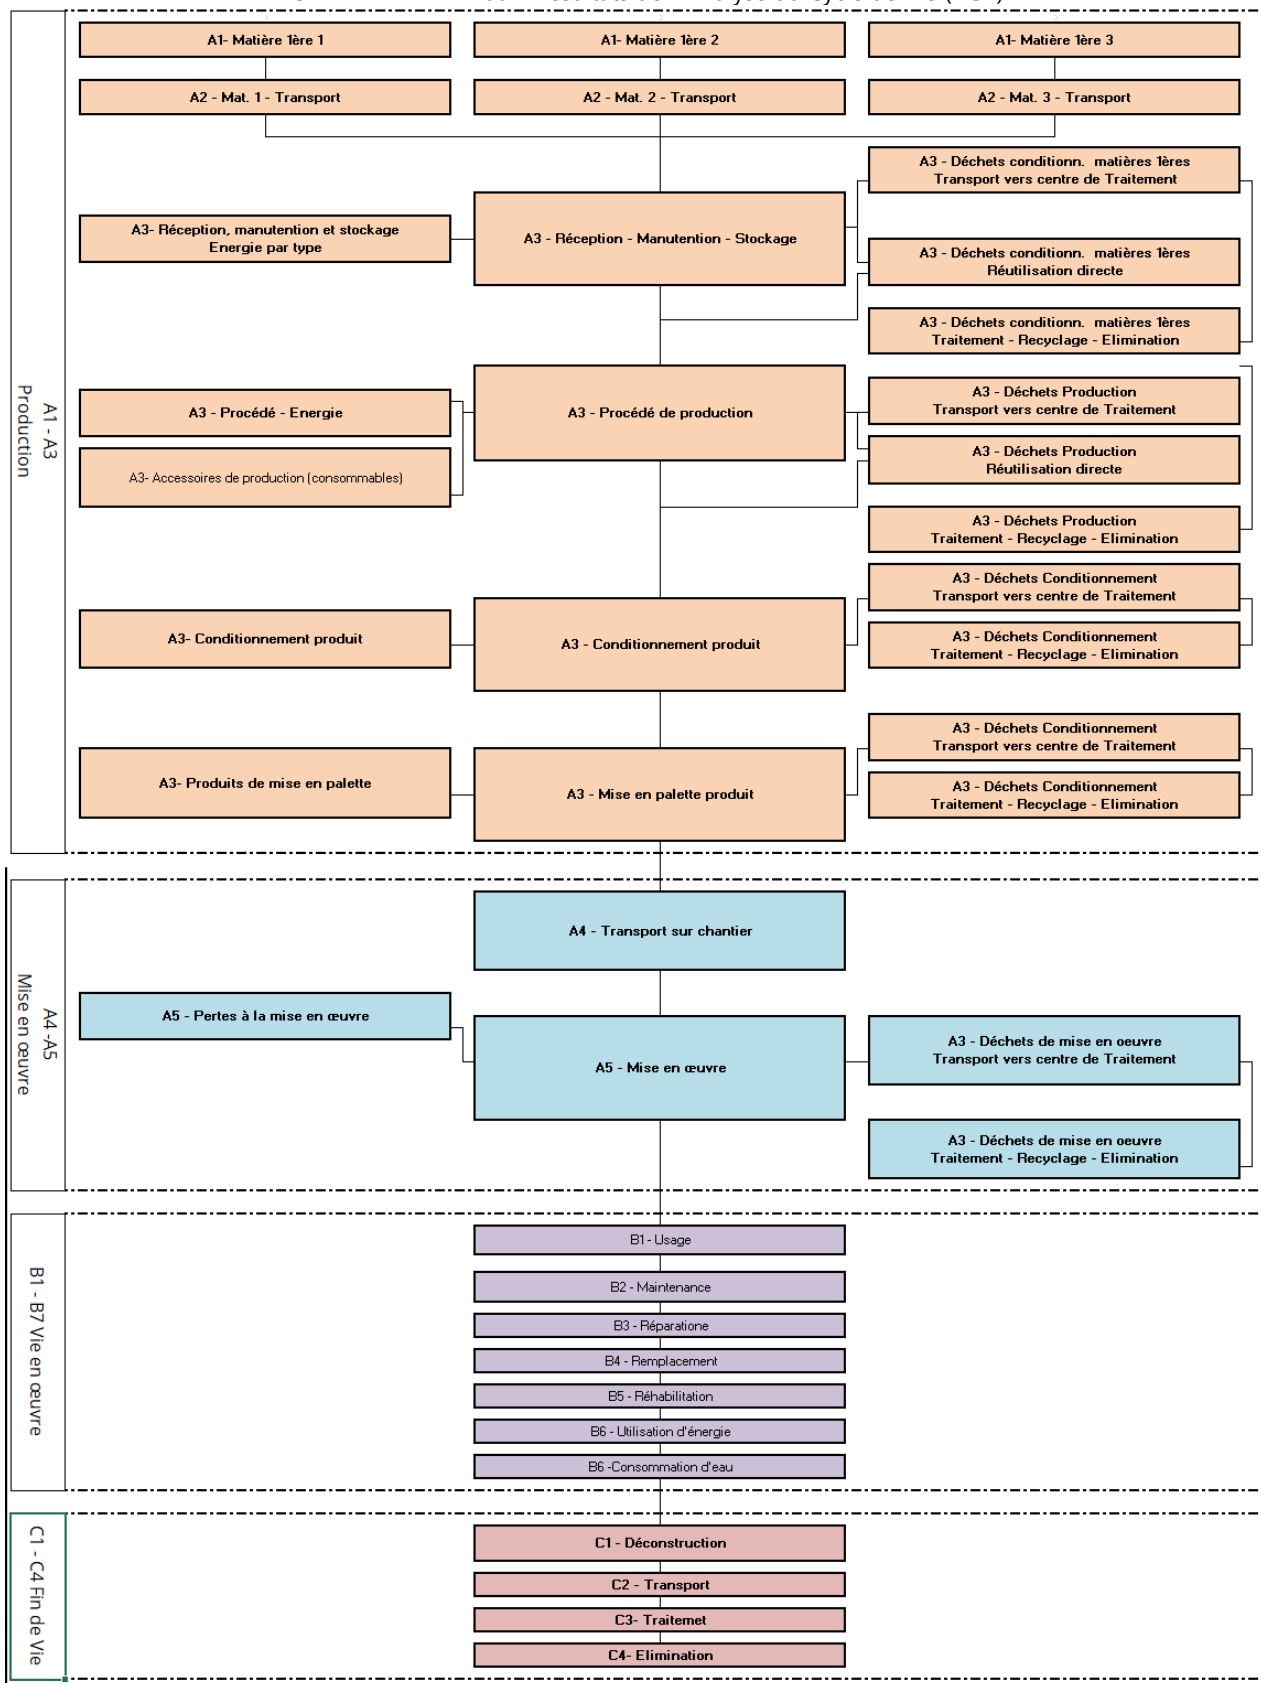 A1- Matière 1ère 1
A1- Matière 1ère 2
A1- Matière 1ère 3
A2 - Mat. 1 - Transport
A2 - Mat. 2 - Transport
A2 - Mat. 3 - Transport
A1 - A3
Production
A3 - Déchets conditionn. matières 1ères
Transport vers centre de Traitement
A3- Réception, manutention et stockage
Energie par type
A3 - Réception - Manutention - Stockage
A3 - Déchets conditionn. matières 1ères
Réutilisation directe
A3 - Déchets conditionn. matières 1ères
Traitement - Recyclage - Elimination
A3 - Procédé - Energie
A3- Accessoires de production (consommables)
A3 - Procédé de production
A3 - Déchets Production
Transport vers centre de Traitement
A3 - Déchets Production
Réutilisation directe
A3 - Déchets Production
Traitement - Recyclage - Elimination
A3- Conditionnement produit
A3 - Conditionnement produit
A3 - Déchets Conditionnement
Transport vers centre de Traitement
A3 - Déchets Conditionnement
Traitement - Recyclage - Elimination
A3- Produits de mise en palette
A3 - Mise en palette produit
A3 - Déchets Conditionnement
Transport vers centre de Traitement
A3 - Déchets Conditionnement
Traitement - Recyclage - Elimination
A4 -A5
Mise en œuvre
A4 - Transport sur chantier
A5 - Pertes à la mise en œuvre
A5 - Mise en œuvre
A3 - Déchets de mise en oeuvre
Transport vers centre de Traitement
A3 - Déchets de mise en oeuvre
Traitement - Recyclage - Elimination
B1 - B7 Vie en œuvre
B1 - Usage
B2 - Maintenance
B3 - Réparatione
B4 - Remplacement
B5 - Réhabilitation
B6 - Utilisation d'énergie
B6 -Consommation d'eau
C1 - C4 Fin de Vie
C1 - Déconstruction
C2 - Transport
C3- Traitemet
C4- Elimination